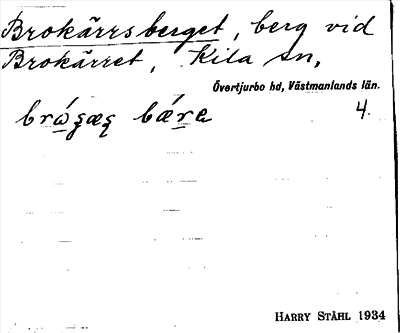 Brokärrsberget, berg vid
Brokärret, Kila sn,
Övertjurbo hd, Västmanlands län.
4.
HARRY STÅHL 1934